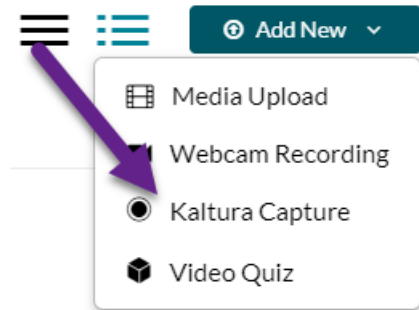 Add New
Media Upload
Webcam Recording
Kaltura Capture
Video Quiz